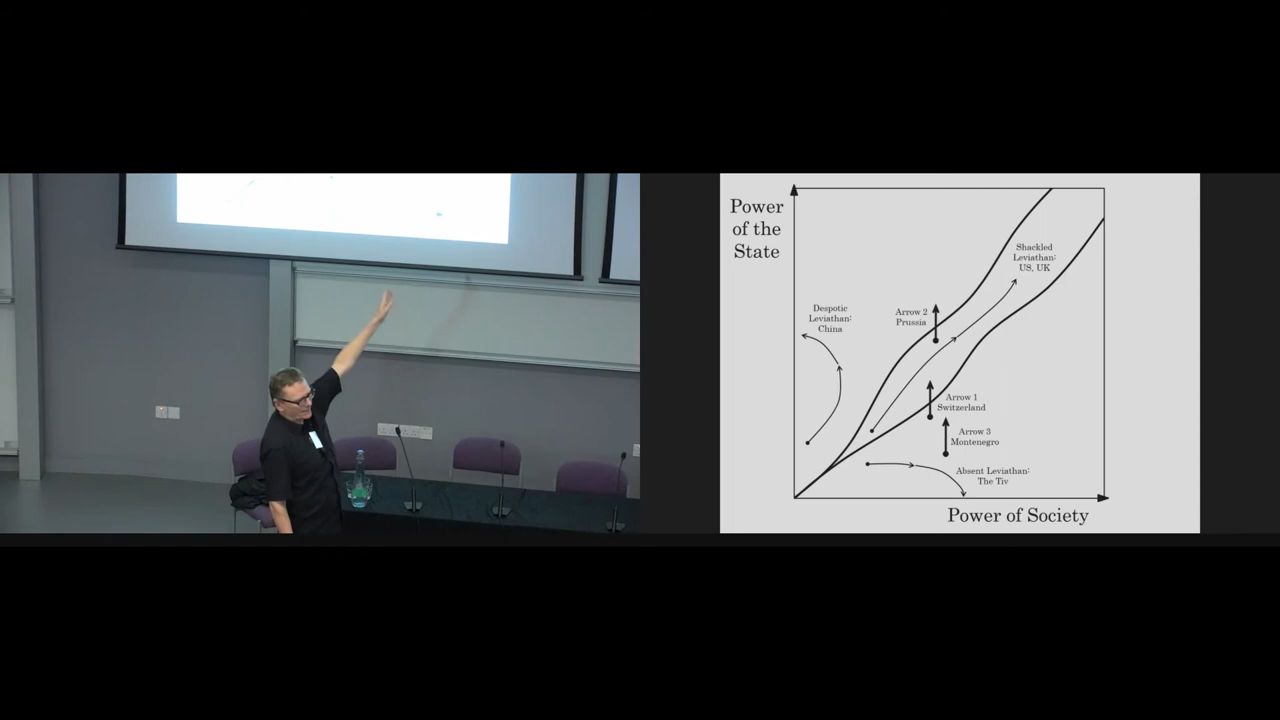 Power
of the
State
Shackled
Leviathan:
US, UK
Despotic
Leviathan:
China
Arrow 2
Prussia
Arrow 1
Switzerland
Arrow 3
Montenegro
Absent Leviathan:
The Tiv
Power of Society